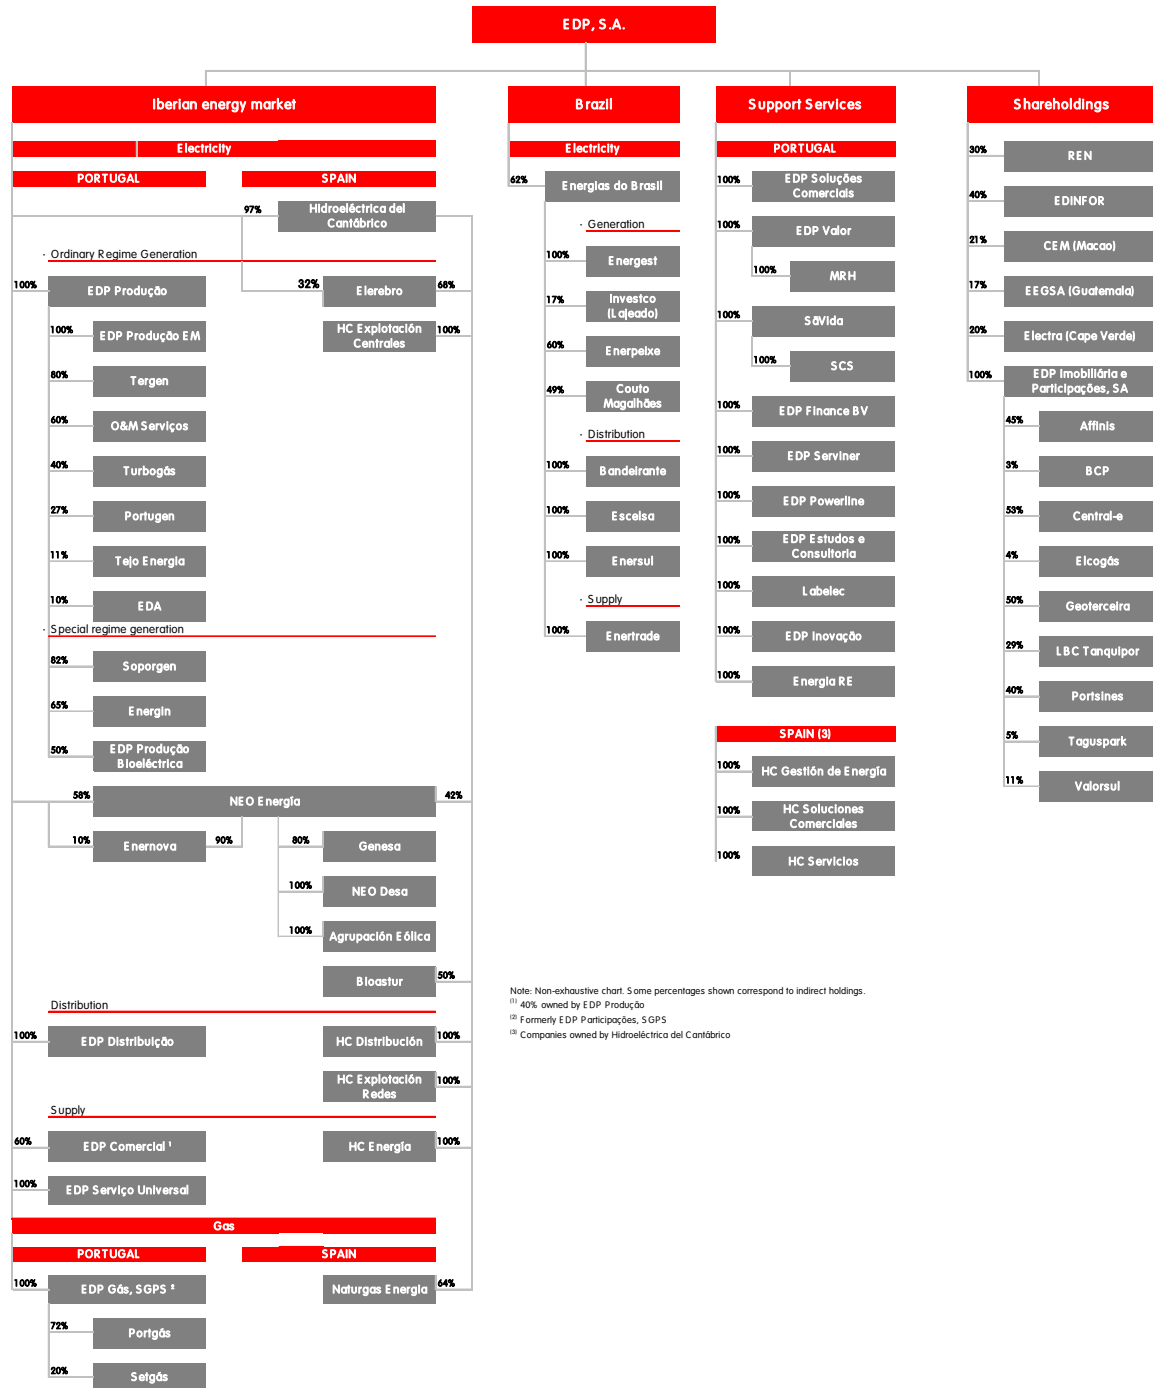 EDP, S.A.
Iberian energy market
Electricity
PORTUGAL
SPAIN
97%
Hidroeléctrica del
Cantábrico
· Ordinary Regime Generation
100%
EDP Produção
32%
Elerebro
68%
100%
EDP Produção EM
HC Explotación
Centrales
100%
80%
Tergen
60%
O&M Serviços
40%
Turbogás
27%
Portugen
11%
Tejo Energia
10%
EDA
· Special regime generation
82%
Soporgen
65%
Energin
50%
EDP Produção
Bioeléctrica
58%
NEO Energía
42%
10%
Enernova
90%
80%
Genesa
100%
NEO Desa
100%
Agrupación Eólica
Bioastur
50%
Distribution
100%
EDP Distribuição
HC Distribución
100%
HC Explotación
Redes
100%
Supply
60%
EDP Comercial ¹
HC Energía
100%
100%
EDP Serviço Universal
Gas
PORTUGAL
SPAIN
100%
EDP Gás, SGPS ²
Naturgas Energia
64%
72%
Portgás
20%
Setgás
Brazil
Electricity
62%
Energias do Brasil
· Generation
100%
Energest
17%
Investco
(Lajeado)
60%
Enerpeixe
49%
Couto
Magalhães
· Distribution
100%
Bandeirante
100%
Escelsa
100%
Enersul
· Supply
100%
Enertrade
Support Services
PORTUGAL
100%
EDP Soluções
Comerciais
100%
EDP Valor
100%
MRH
100%
SãVida
100%
SCS
100%
EDP Finance BV
100%
EDP Serviner
100%
EDP Powerline
100%
EDP Estudos e
Consultoria
100%
Labelec
100%
EDP Inovação
100%
Energia RE
SPAIN (3)
100%
HC Gestión de Energía
100%
HC Soluciones
Comerciales
100%
HC Servicios
Shareholdings
30%
REN
40%
EDINFOR
21%
CEM (Macao)
17%
EEGSA (Guatemala)
20%
Electra (Cape Verde)
100%
EDP Imobiliária e
Participações, SA
45%
Affinis
3%
BCP
53%
Central-e
4%
Elcogás
50%
Geoterceira
29%
LBC Tanquipor
40%
Portsines
5%
Taguspark
11%
Valorsul
Note: Non-exhaustive chart. Some percentages shown correspond to indirect holdings.
(1) 40% owned by EDP Produção
(2) Formerly EDP Participações, SGPS
(3) Companies owned by Hidroeléctrica del Cantábrico